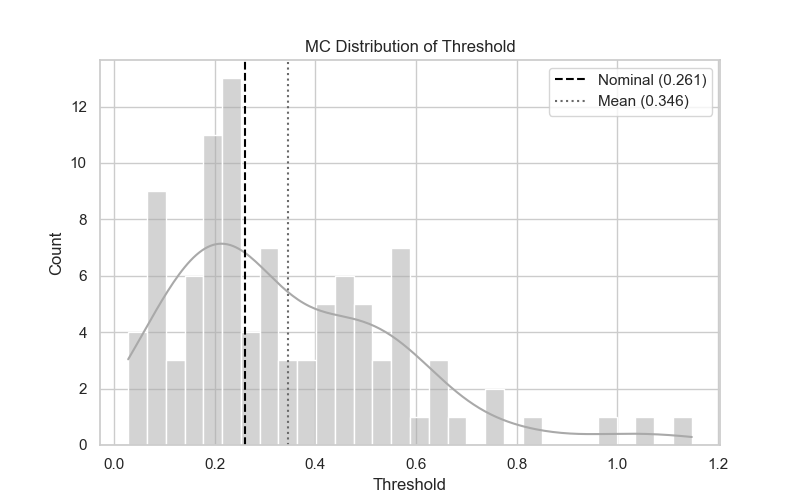 MC Distribution of Threshold
Nominal (0.261)
Mean (0.346)
Count
12
10
8
6
4
2
0
0.0 0.2 0.4 0.6 0.8 1.0 1.2
Threshold